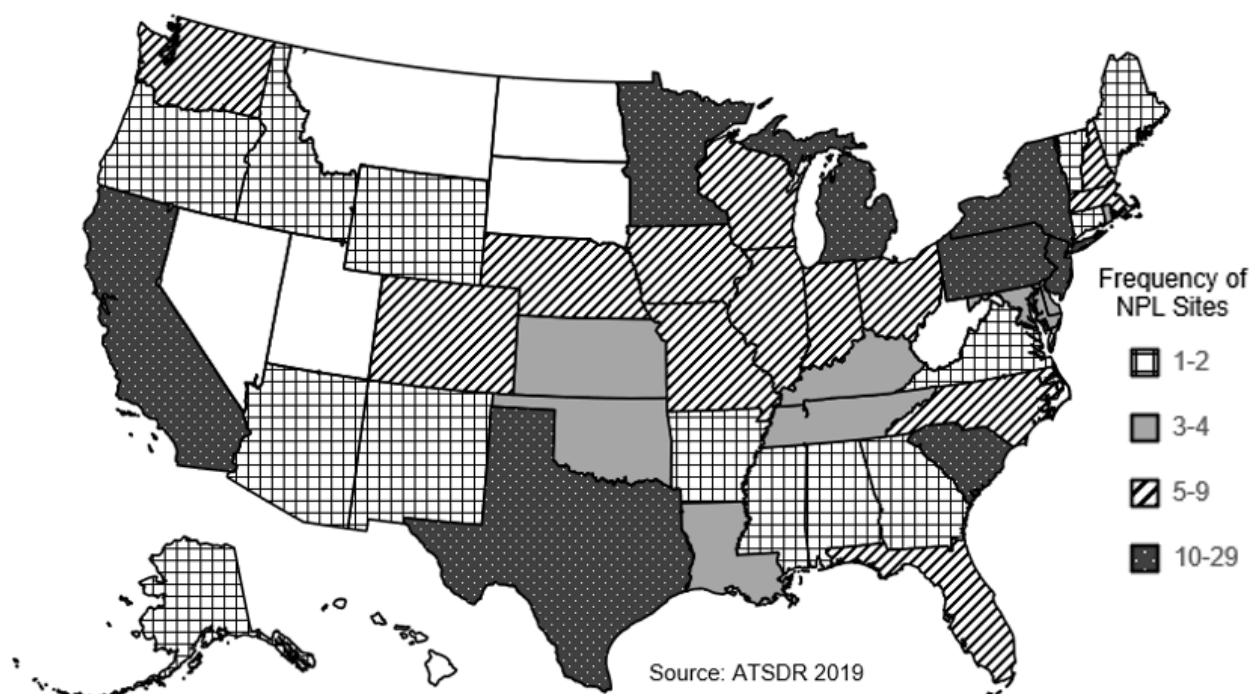 Frequency of
NPL Sites
1-2
3-4
5-9
10-29
Source: ATSDR 2019